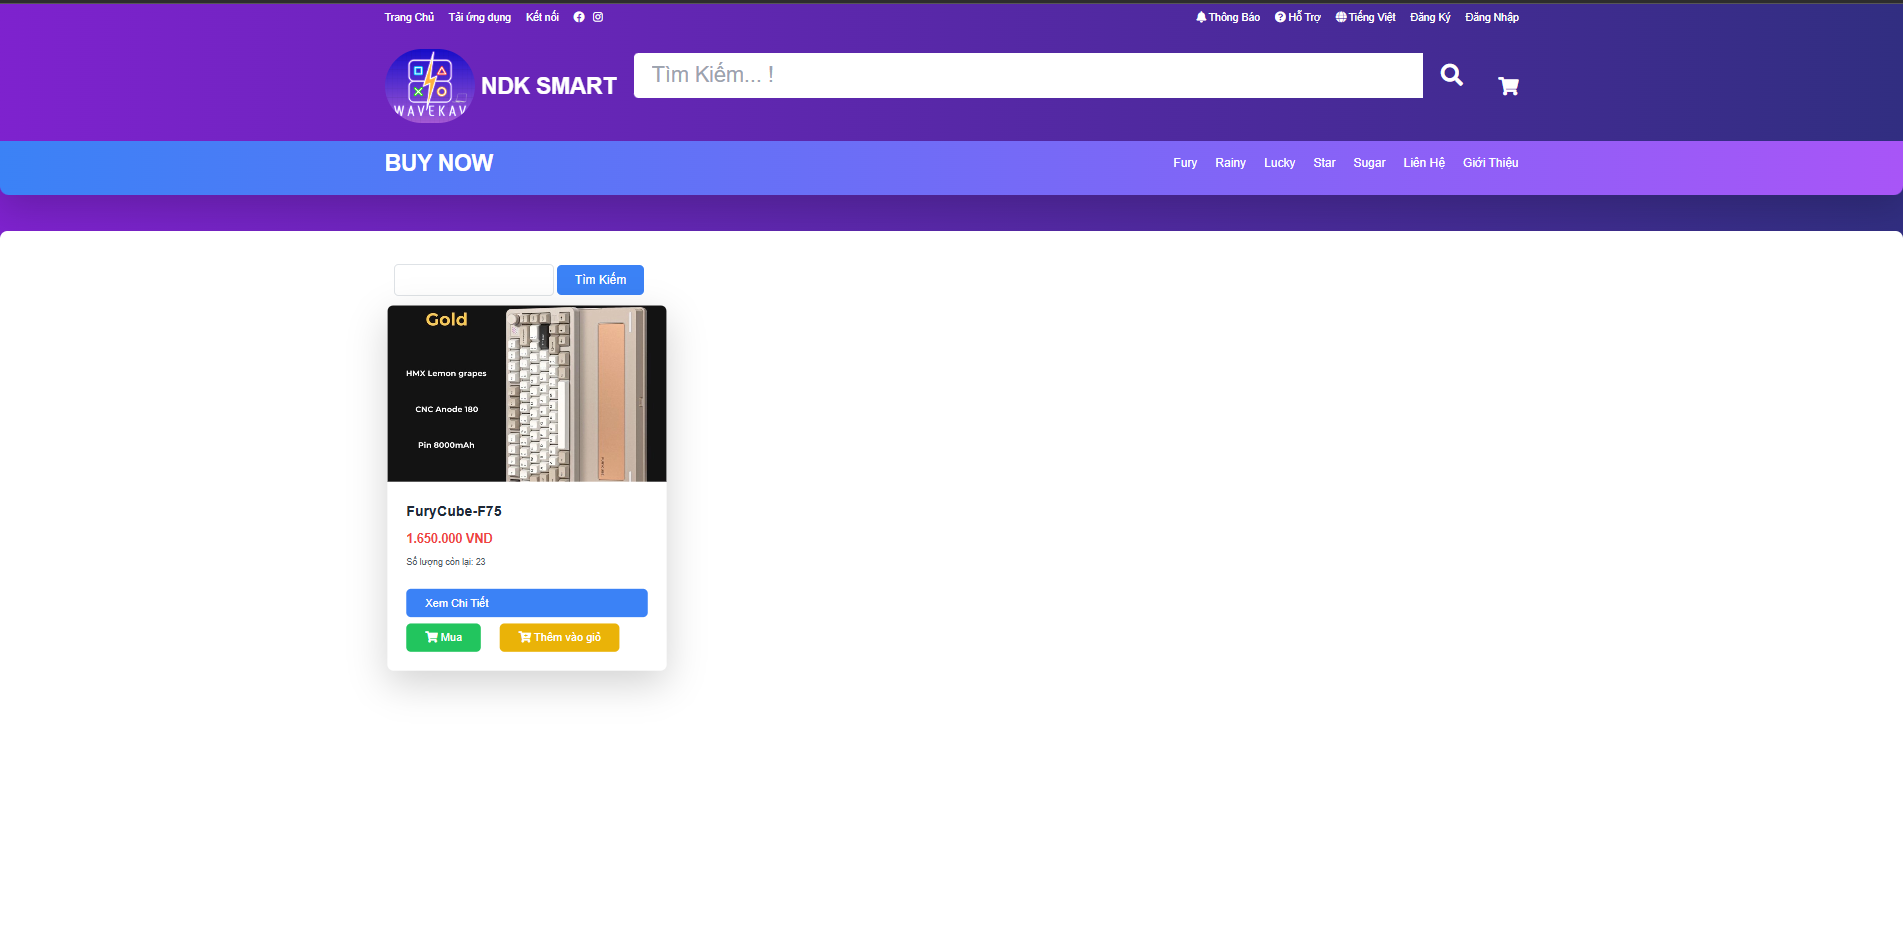 Trang Chủ Tải ứng dụng Kết nối
Thông Báo Hỗ Trợ Tiếng Việt Đăng Ký Đăng Nhập
WAVEKAV
NDK SMART
Tìm Kiếm... !
BUY NOW
Fury Rainy Lucky Star Sugar Liên Hệ Giới Thiệu
Tìm Kiếm
Gold
HMX Lemon grapes
CNC Anode 180
Pin 8000mAh
FuryCube-F75
1.650.000 VND
Số lượng còn lại: 23
Xem Chi Tiết
Mua Thêm vào giỏ